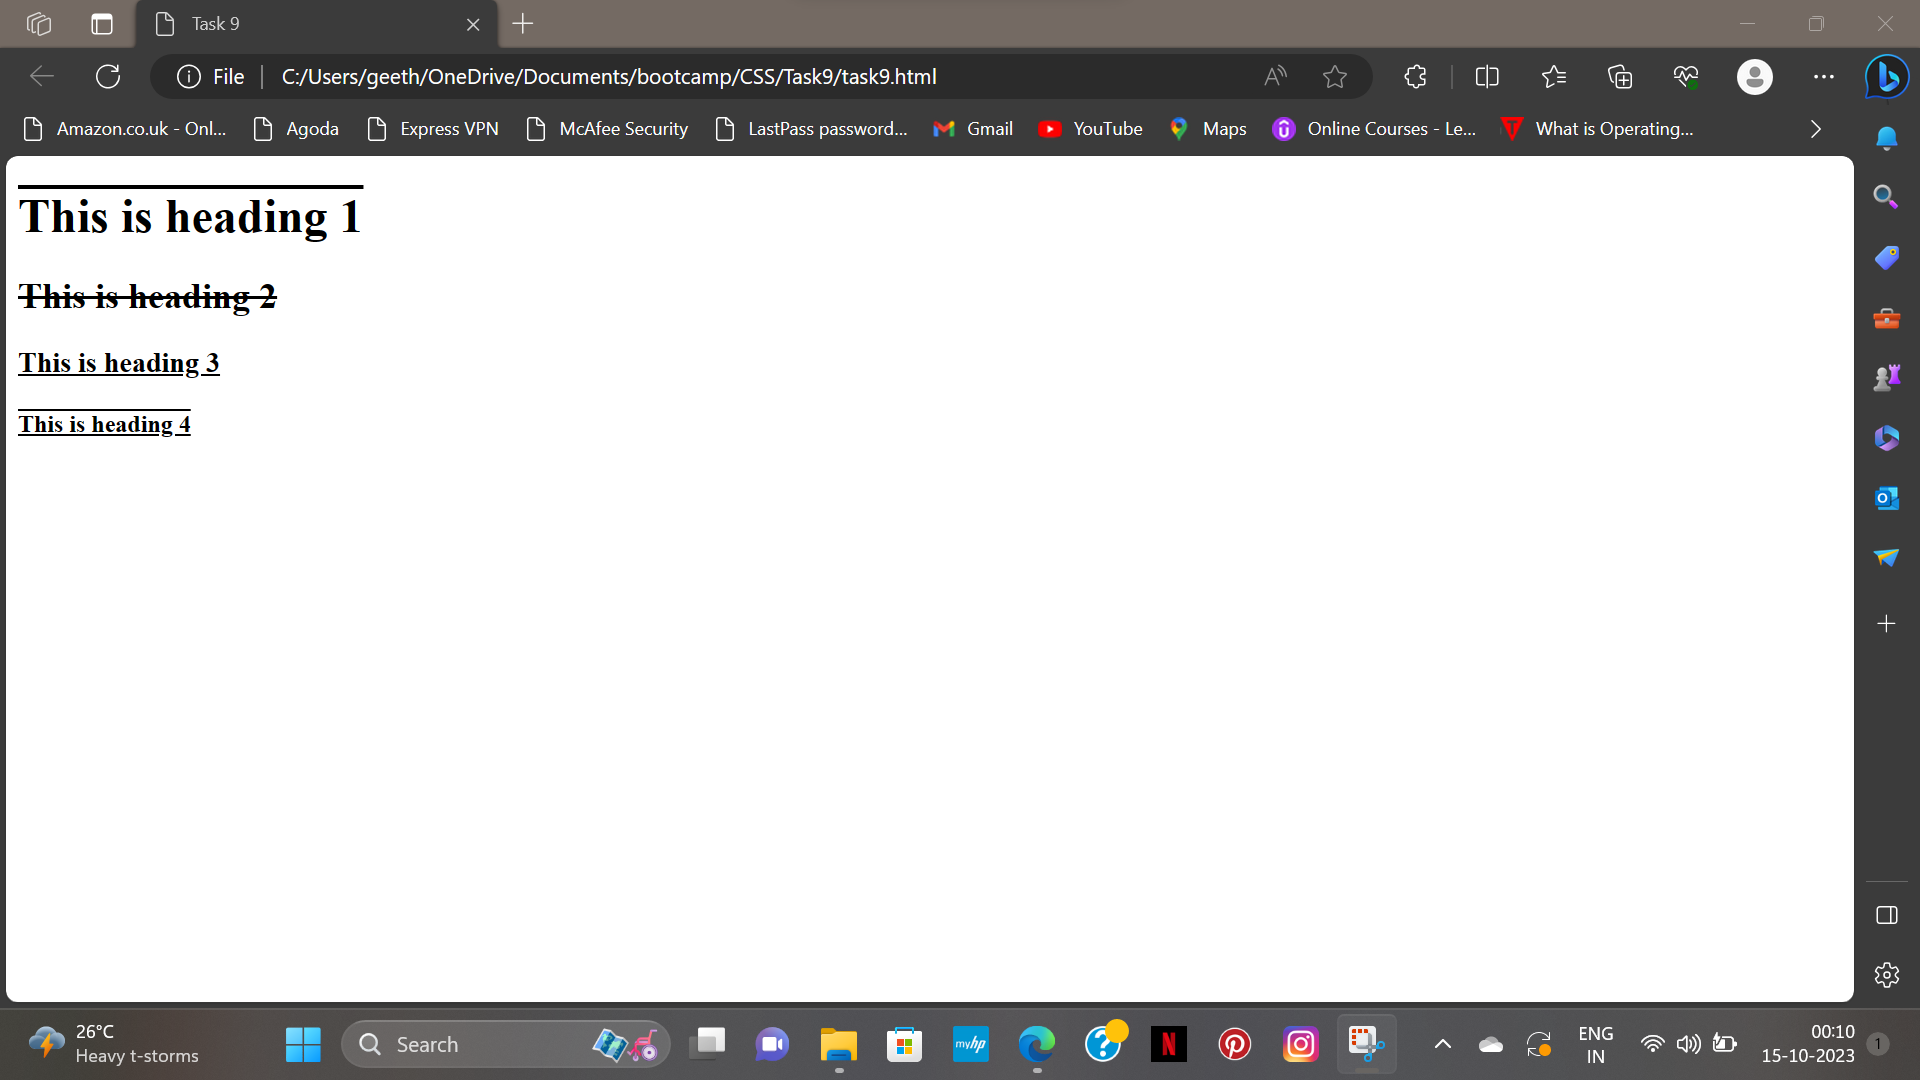 Task 9
File C:/Users/geeth/OneDrive/Documents/bootcamp/CSS/Task9/task9.html
Amazon.co.uk - Onl... Agoda Express VPN McAfee Security LastPass password... Gmail YouTube Maps Online Courses - Le... What is Operating...
This is heading 1
This is heading 2
This is heading 3
This is heading 4
26°C
Heavy t-storms
Search
myhp
ENG
IN
00:10
15-10-2023
1